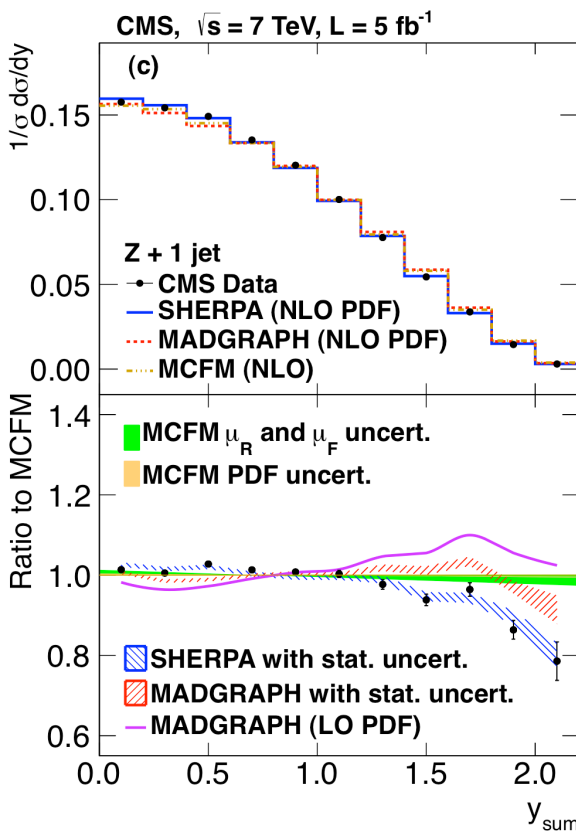 CMS, √s = 7 TeV, L = 5 fb⁻¹
(c)
1/σ dσ/dy
0.15
0.10
0.05
0.00
Z + 1 jet
CMS Data
SHERPA (NLO PDF)
MADGRAPH (NLO PDF)
MCFM (NLO)
Ratio to MCFM
1.4
1.2
1.0
0.8
0.6
MCFM μ_R and μ_F uncert.
MCFM PDF uncert.
SHERPA with stat. uncert.
MADGRAPH with stat. uncert.
MADGRAPH (LO PDF)
0.0 0.5 1.0 1.5 2.0
y_sum